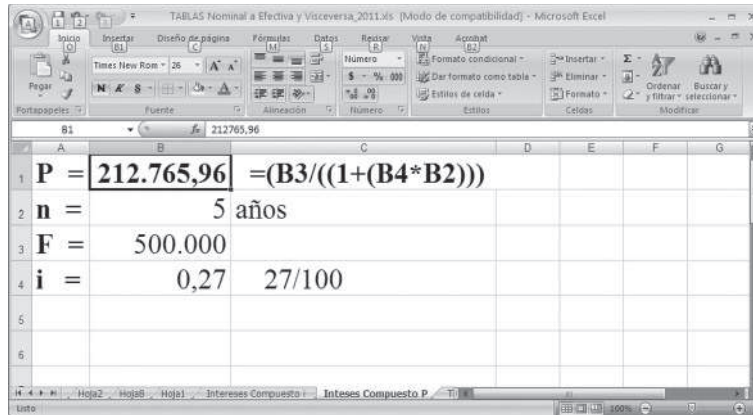 TABLAS Nominal a Efectiva y Visceversa_2011.xls [Modo de compatibilidad] - Microsoft Excel
Inicio Insertar Diseño de página Fórmulas Datos Revisar Vista Acrobat
Pegar
Times New Rom 26
N K S
Número
$ % 000
Formato condicional
Dar formato como tabla
Estilos de celda
Insertar
Eliminar
Formato
Σ
Ordenar y filtrar
Buscar y seleccionar
Portapapeles Fuente Alineación Número Estilos Celdas Modificar
B1 fx 212765,96
A B C D E F G
1 P = 212.765,96 =(B3/((1+(B4*B2)))
2 n = 5 años
3 F = 500.000
4 i = 0,27 27/100
5
6
Hoja2 Hoja8 Hoja1 Intereses Compuesto Inteses Compuesto P
Listo 100%